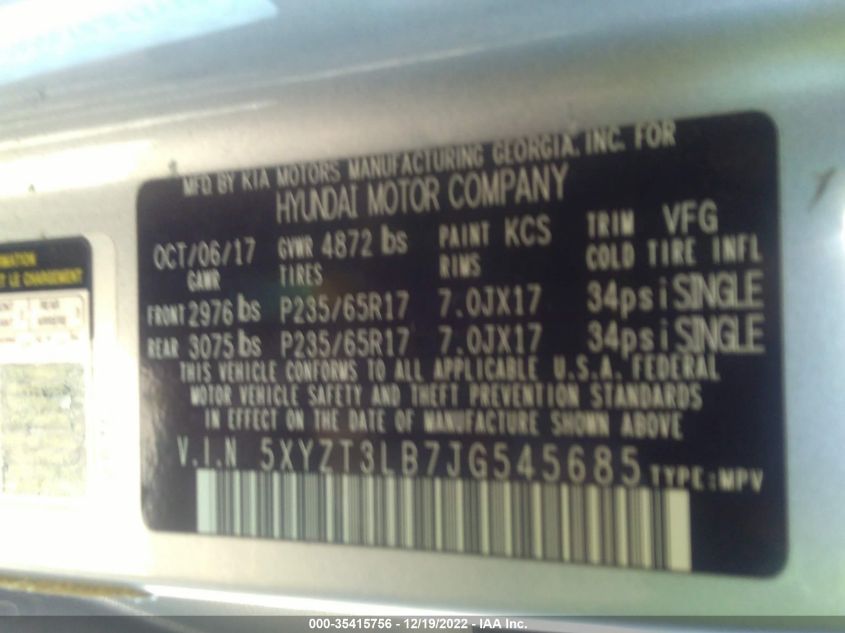 MFD BY KIA MOTORS MANUFACTURING GEORGIA, INC. FOR
HYUNDAI MOTOR COMPANY
OCT/06/17 GVWR 4872 lbs PAINT KCS TRIM VFG
GAWR TIRES RIMS COLD TIRE INFL
FRONT 2976 lbs P235/65R17 7.0JX17 34psi SINGLE
REAR 3075 lbs P235/65R17 7.0JX17 34psi SINGLE
THIS VEHICLE CONFORMS TO ALL APPLICABLE U.S.A. FEDERAL
MOTOR VEHICLE SAFETY AND THEFT PREVENTION STANDARDS
IN EFFECT ON THE DATE OF MANUFACTURE SHOWN ABOVE
V.I.N 5XYZT3LB7JG545685 TYPE:MPV
LE CHARGEMENT
000-35415756 - 12/19/2022 - IAA Inc.